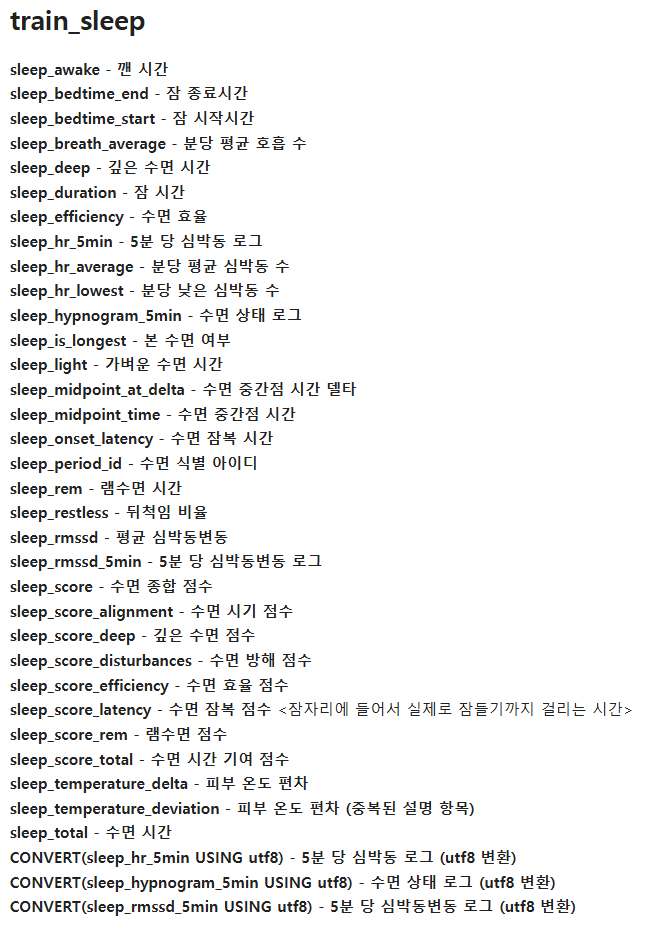 train_sleep
sleep_awake - 깬 시간
sleep_bedtime_end - 잠 종료시간
sleep_bedtime_start - 잠 시작시간
sleep_breath_average - 분당 평균 호흡 수
sleep_deep - 깊은 수면 시간
sleep_duration - 잠 시간
sleep_efficiency - 수면 효율
sleep_hr_5min - 5분 당 심박동 로그
sleep_hr_average - 분당 평균 심박동 수
sleep_hr_lowest - 분당 낮은 심박동 수
sleep_hypnogram_5min - 수면 상태 로그
sleep_is_longest - 본 수면 여부
sleep_light - 가벼운 수면 시간
sleep_midpoint_at_delta - 수면 중간점 시간 델타
sleep_midpoint_time - 수면 중간점 시간
sleep_onset_latency - 수면 잠복 시간
sleep_period_id - 수면 식별 아이디
sleep_rem - 램수면 시간
sleep_restless - 뒤척임 비율
sleep_rmssd - 평균 심박동변동
sleep_rmssd_5min - 5분 당 심박동변동 로그
sleep_score - 수면 종합 점수
sleep_score_alignment - 수면 시기 점수
sleep_score_deep - 깊은 수면 점수
sleep_score_disturbances - 수면 방해 점수
sleep_score_efficiency - 수면 효율 점수
sleep_score_latency - 수면 잠복 점수 <잠자리에 들어서 실제로 잠들기까지 걸리는 시간>
sleep_score_rem - 램수면 점수
sleep_score_total - 수면 시간 기여 점수
sleep_temperature_delta - 피부 온도 편차
sleep_temperature_deviation - 피부 온도 편차 (중복된 설명 항목)
sleep_total - 수면 시간
CONVERT(sleep_hr_5min USING utf8) - 5분 당 심박동 로그 (utf8 변환)
CONVERT(sleep_hypnogram_5min USING utf8) - 수면 상태 로그 (utf8 변환)
CONVERT(sleep_rmssd_5min USING utf8) - 5분 당 심박동변동 로그 (utf8 변환)